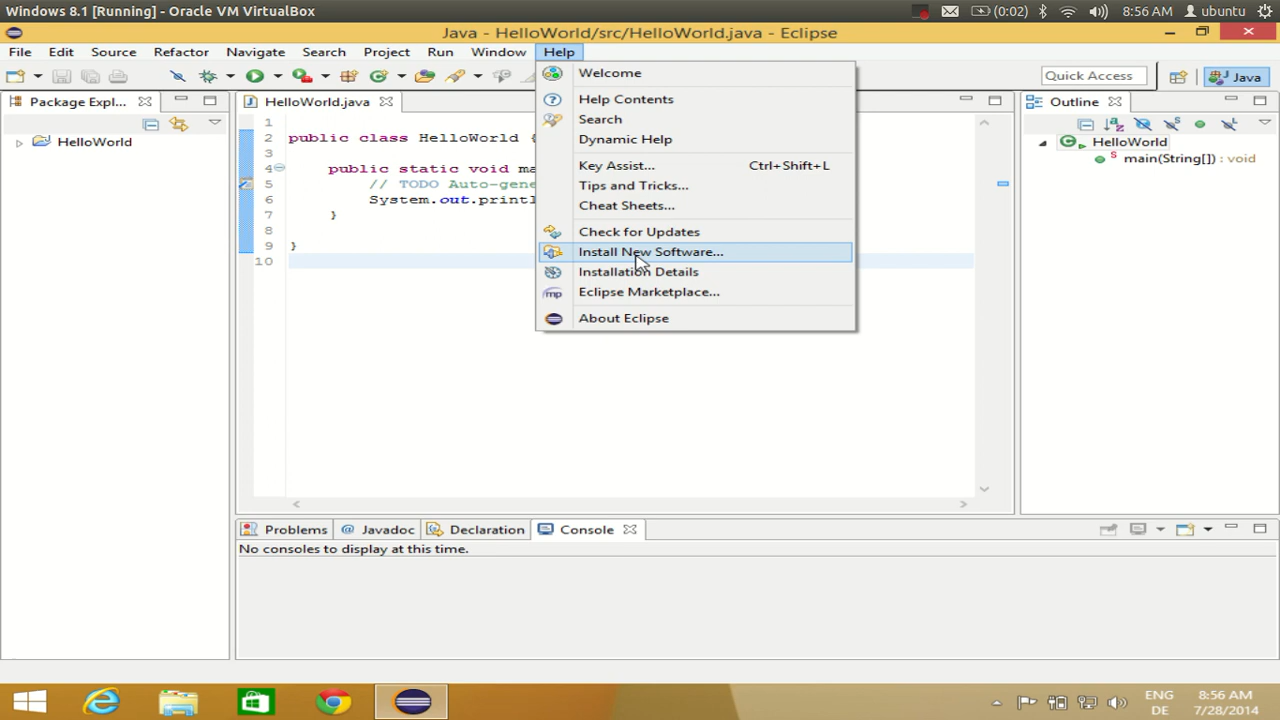 Windows 8.1 [Running] - Oracle VM VirtualBox
(0:02)
8:56 AM
ubuntu
Java - HelloWorld/src/HelloWorld.java - Eclipse
File Edit Source Refactor Navigate Search Project Run Window Help
Quick Access
Java
Package Expl...
HelloWorld
HelloWorld.java
1
2 public class HelloWorld {
3
4 public static void ma
5 // TODO Auto-gene
6 System.out.printl
7 }
8
9 }
10
Welcome
Help Contents
Search
Dynamic Help
Key Assist... Ctrl+Shift+L
Tips and Tricks...
Cheat Sheets...
Check for Updates
Install New Software...
Installation Details
mp Eclipse Marketplace...
About Eclipse
Outline
HelloWorld
main(String[]) : void
Problems @ Javadoc Declaration Console
No consoles to display at this time.
ENG
DE
8:56 AM
7/28/2014